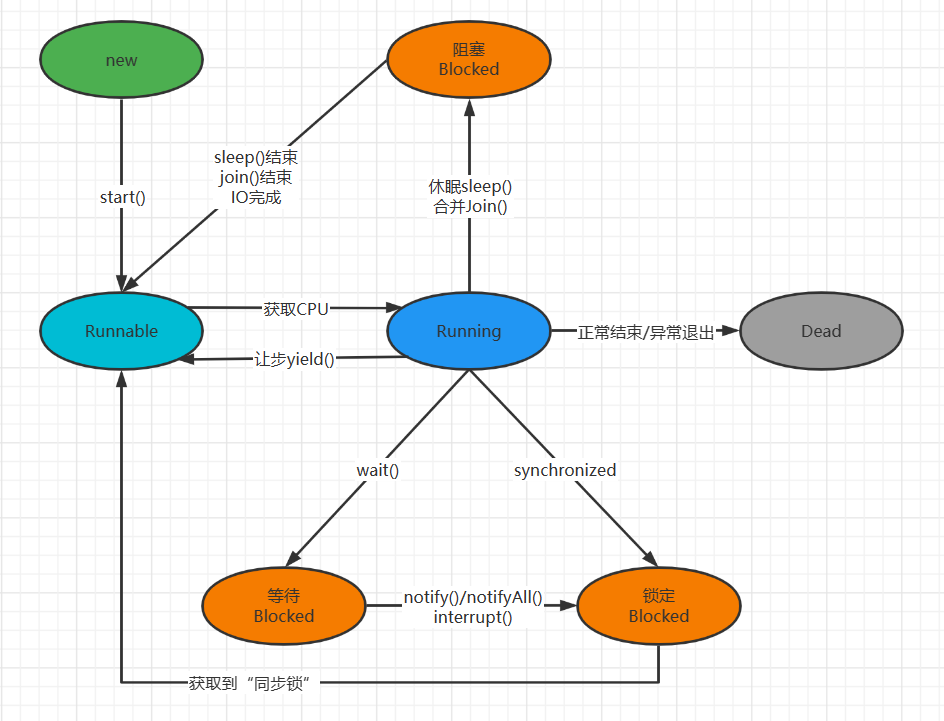 new
阻塞
Blocked
sleep()结束
join()结束
IO完成
start()
休眠sleep()
合并Join()
Runnable
获取CPU
让步yield()
Running
正常结束/异常退出
Dead
wait()
synchronized
等待
Blocked
notify()/notifyAll()
interrupt()
锁定
Blocked
获取到“同步锁”